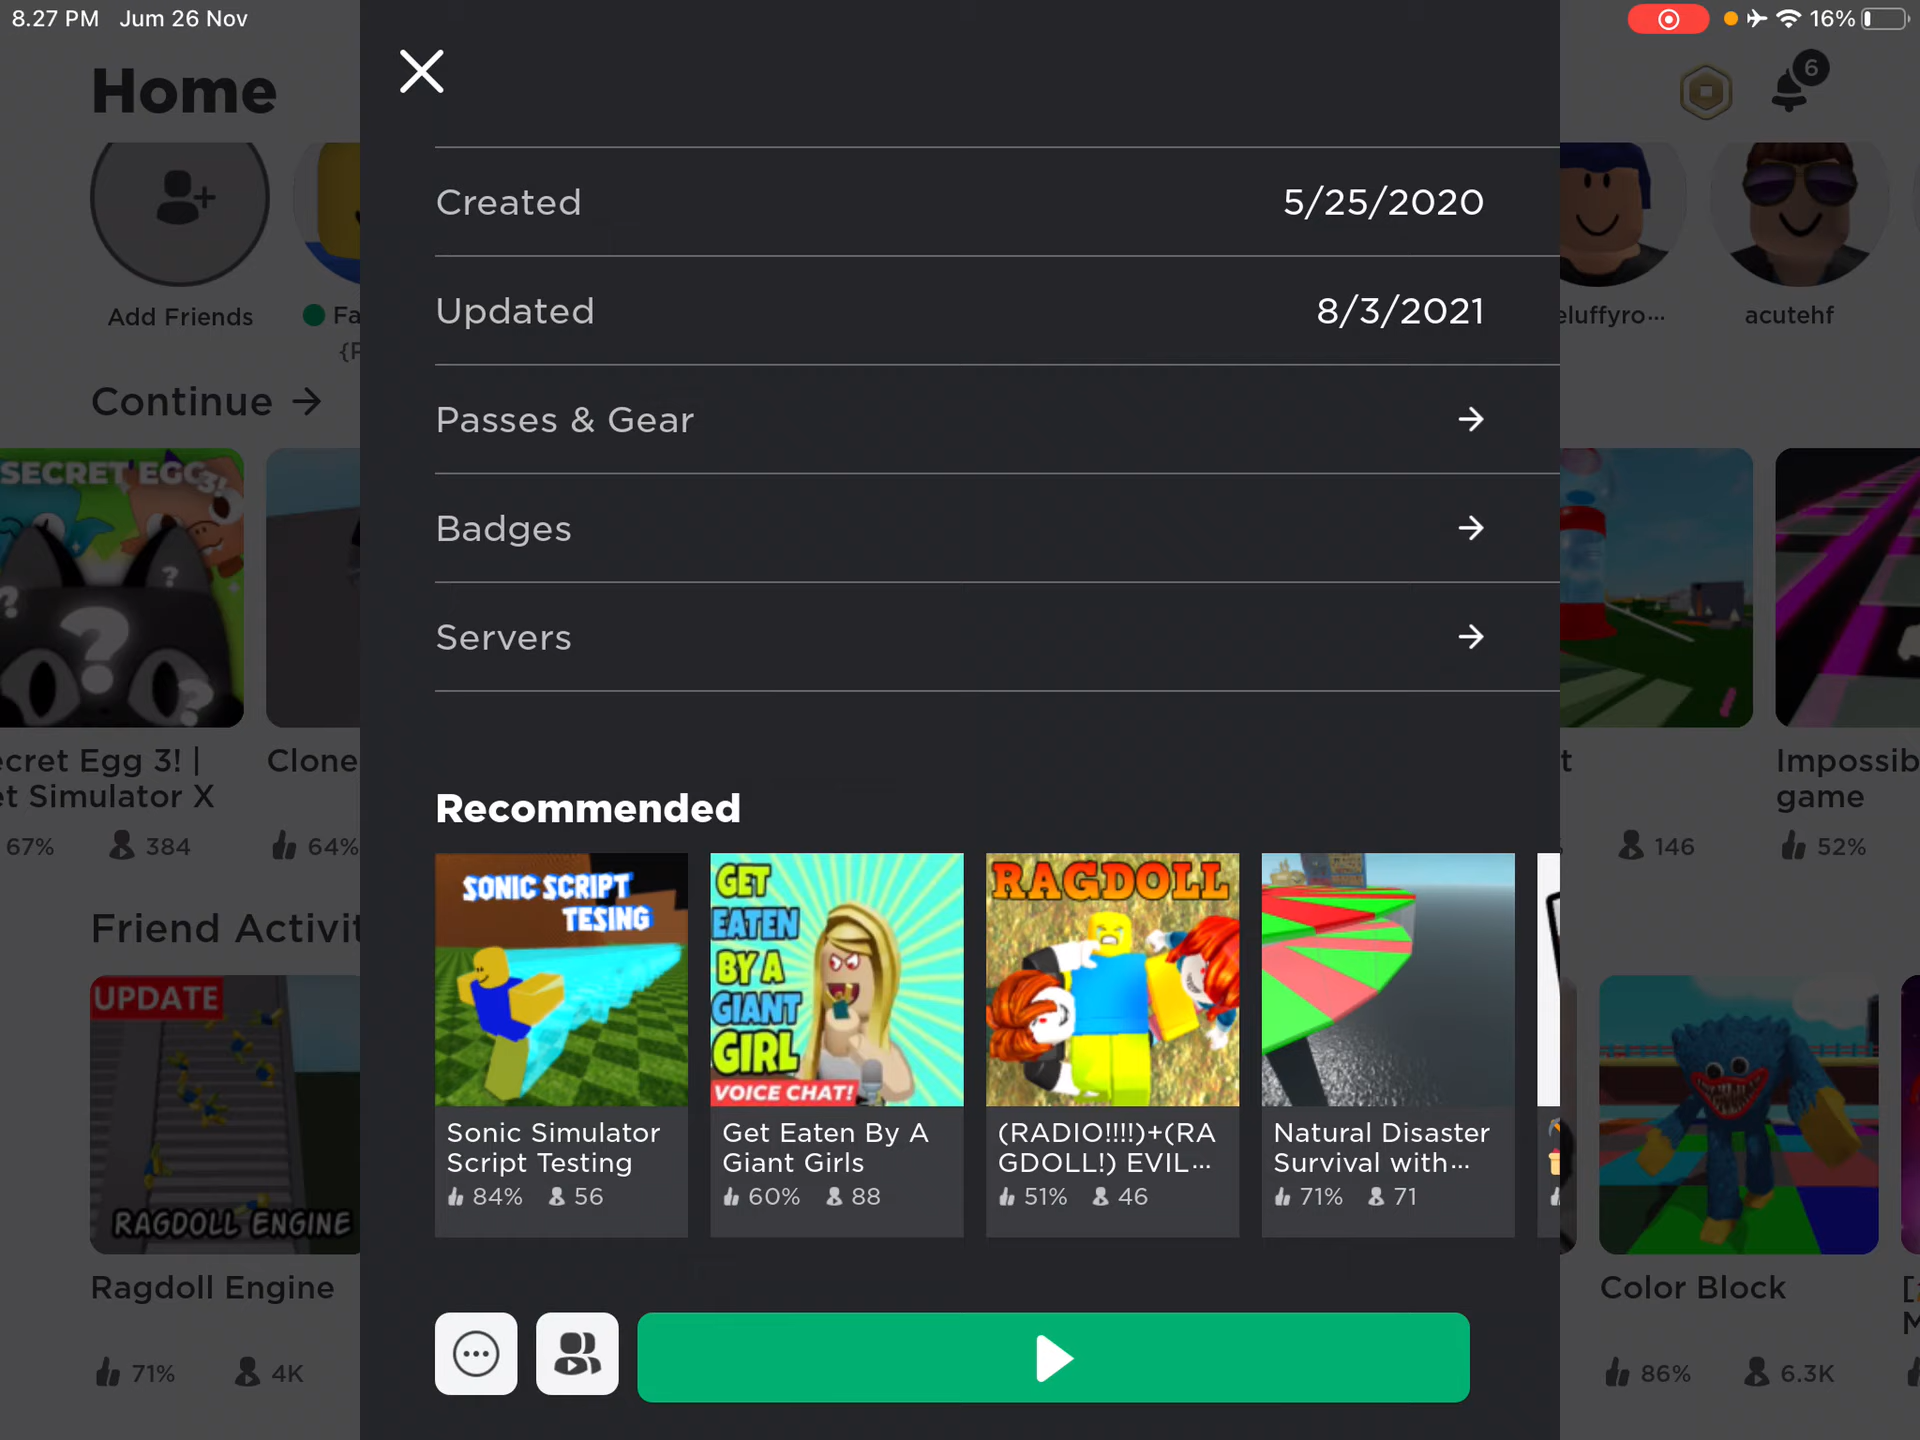 8.27 PM Jum 26 Nov
16%
Home
6
Add Friends
Fa
{F
eluffyro...
acutehf
Continue →
Created 5/25/2020
Updated 8/3/2021
Passes & Gear →
Badges →
Servers →
SECRET EGG 3!
? ? ? ?
ecret Egg 3! |
et Simulator X
67% 384
Clone
64%
t
146
Impossib
game
52%
Recommended
SONIC SCRIPT
TESING
Sonic Simulator
Script Testing
84% 56
GET
EATEN
BY A
GIANT
GIRL
VOICE CHAT!
Get Eaten By A
Giant Girls
60% 88
RAGDOLL
(RADIO!!!!)+(RA
GDOLL!) EVIL...
51% 46
Natural Disaster
Survival with...
71% 71
Friend Activit
UPDATE
RAGDOLL ENGINE
Ragdoll Engine
71% 4K
Color Block
86% 6.3K
[
M